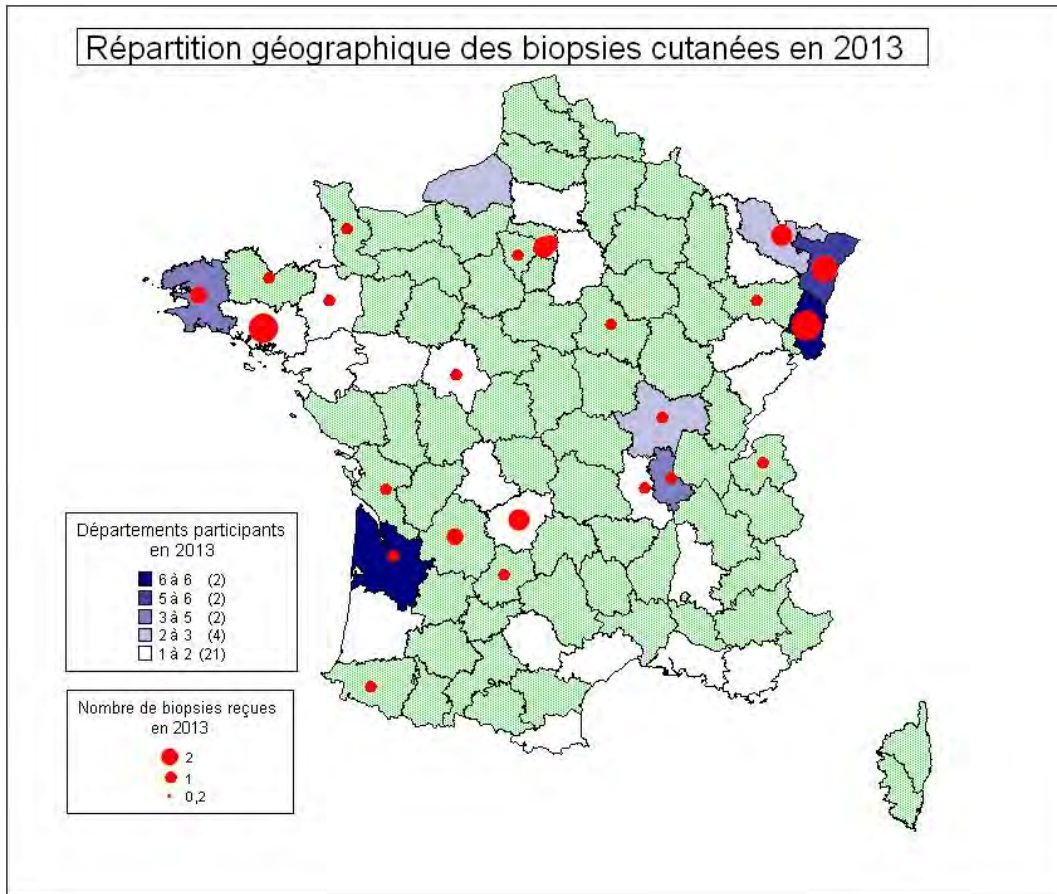 Répartition géographique des biopsies cutanées en 2013
Départements participants
en 2013
6 à 6 (2)
5 à 6 (2)
3 à 5 (2)
2 à 3 (4)
1 à 2 (21)
Nombre de biopsies reçues
en 2013
2
1
0,2